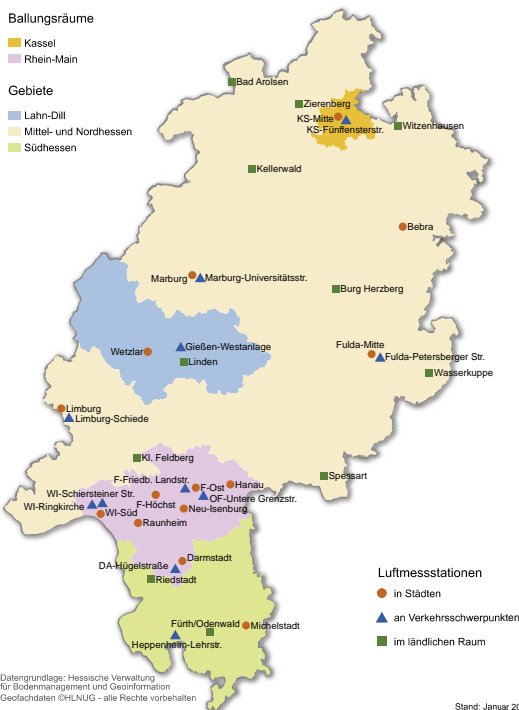 Ballungsräume
Kassel
Rhein-Main
Gebiete
Lahn-Dill
Mittel- und Nordhessen
Südhessen
Bad Arolsen
Zierenberg
KS-Mitte
KS-Fünffensterstr.
Witzenhausen
Kellerwald
Bebra
Marburg
Marburg-Universitätsstr.
Burg Herzberg
Wetzlar
Gießen-Westanlage
Linden
Fulda-Mitte
Fulda-Petersberger Str.
Wasserkuppe
Limburg
Limburg-Schiede
Kl. Feldberg
Spessart
F-Friedb. Landstr.
F-Ost
Hanau
WI-Schiersteiner Str.
OF-Untere Grenzstr.
WI-Ringkirche
F-Höchst
WI-Süd
Neu-Isenburg
Raunheim
Darmstadt
DA-Hügelstraße
Riedstadt
Fürth/Odenwald
Michelstadt
Heppenheim-Lehrstr.
Luftmessstationen
in Städten
an Verkehrsschwerpunkten
im ländlichen Raum
Datengrundlage: Hessische Verwaltung
für Bodenmanagement und Geoinformation
Geofachdaten ©HLNUG - alle Rechte vorbehalten
Stand: Januar 20